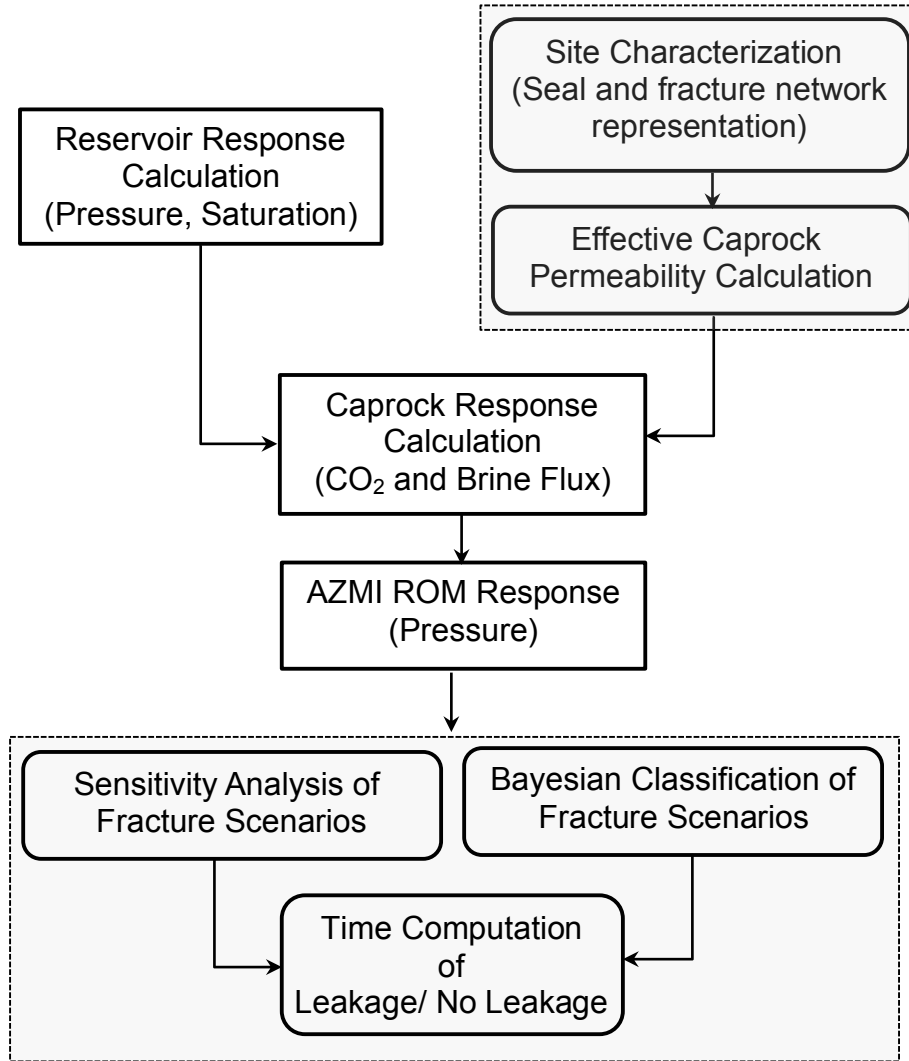 Site Characterization
(Seal and fracture network
representation)
Reservoir Response
Calculation
(Pressure, Saturation)
Effective Caprock
Permeability Calculation
Caprock Response
Calculation
(CO₂ and Brine Flux)
AZMI ROM Response
(Pressure)
Sensitivity Analysis of
Fracture Scenarios
Bayesian Classification of
Fracture Scenarios
Time Computation
of
Leakage/ No Leakage